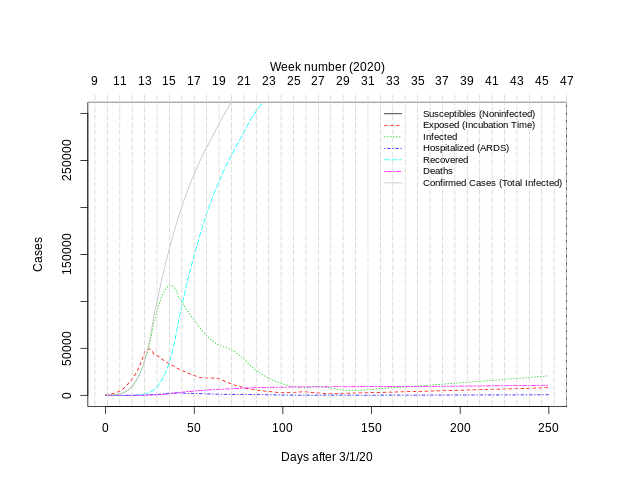 Week number (2020)
9 11 13 15 17 19 21 23 25 27 29 31 33 35 37 39 41 43 45 47
Susceptibles (Noninfected)
Exposed (Incubation Time)
Infected
Hospitalized (ARDS)
Recovered
Deaths
Confirmed Cases (Total Infected)
Cases
250000
150000
50000
0
0 50 100 150 200 250
Days after 3/1/20